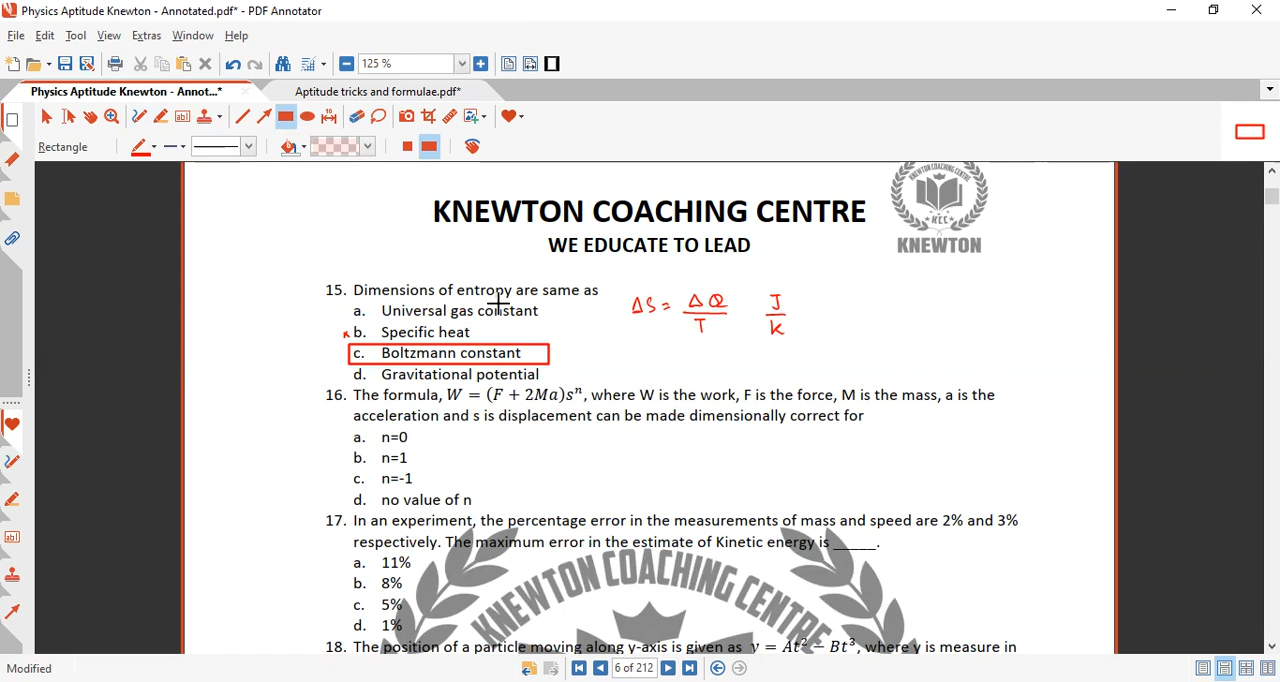 Physics Aptitude Knewton - Annotated.pdf* - PDF Annotator
File Edit Tool View Extras Window Help
125 %
Physics Aptitude Knewton - Annot...* Aptitude tricks and formulae.pdf*
Rectangle
KNEWTON COACHING CENTRE
WE EDUCATE TO LEAD
KNEWTON COACHING CENTRE
KCC
KNEWTON
15. Dimensions of entropy are same as
a. Universal gas constant
b. Specific heat
c. Boltzmann constant
d. Gravitational potential
ΔS = ΔQ/T J/K
16. The formula, W = (F + 2Ma)sⁿ, where W is the work, F is the force, M is the mass, a is the
acceleration and s is displacement can be made dimensionally correct for
a. n=0
b. n=1
c. n=-1
d. no value of n
17. In an experiment, the percentage error in the measurements of mass and speed are 2% and 3%
respectively. The maximum error in the estimate of Kinetic energy is _____.
a. 11%
b. 8%
c. 5%
d. 1%
KNEWTON COACHING CENTRE
18. The position of a particle moving along y-axis is given as y = At² − Bt³, where y is measure in
Modified
6 of 212